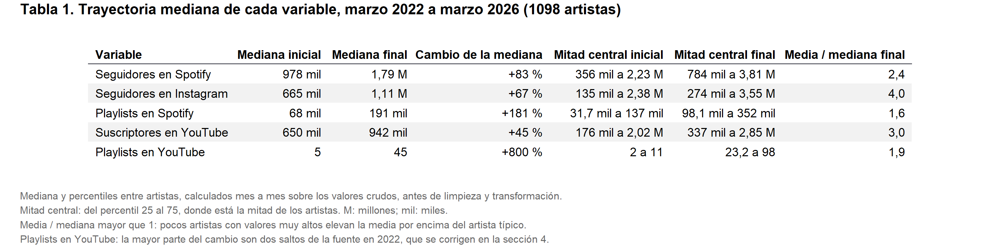 Tabla 1. Trayectoria mediana de cada variable, marzo 2022 a marzo 2026 (1098 artistas)
Variable Mediana inicial Mediana final Cambio de la mediana Mitad central inicial Mitad central final Media / mediana final
Seguidores en Spotify 978 mil 1,79 M +83 % 356 mil a 2,23 M 784 mil a 3,81 M 2,4
Seguidores en Instagram 665 mil 1,11 M +67 % 135 mil a 2,38 M 274 mil a 3,55 M 4,0
Playlists en Spotify 68 mil 191 mil +181 % 31,7 mil a 137 mil 98,1 mil a 352 mil 1,6
Suscriptores en YouTube 650 mil 942 mil +45 % 176 mil a 2,02 M 337 mil a 2,85 M 3,0
Playlists en YouTube 5 45 +800 % 2 a 11 23,2 a 98 1,9
Mediana y percentiles entre artistas, calculados mes a mes sobre los valores crudos, antes de limpieza y transformación.
Mitad central: del percentil 25 al 75, donde está la mitad de los artistas. M: millones; mil: miles.
Media / mediana mayor que 1: pocos artistas con valores muy altos elevan la media por encima del artista típico.
Playlists en YouTube: la mayor parte del cambio son dos saltos de la fuente en 2022, que se corrigen en la sección 4.